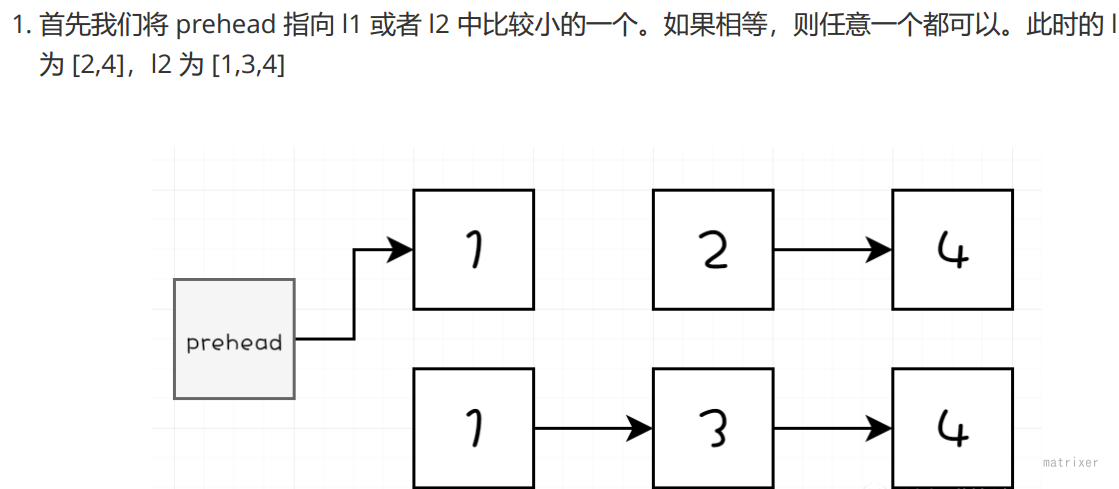 1. 首先我们将 prehead 指向 l1 或者 l2 中比较小的一个。如果相等，则任意一个都可以。此时的 l
为 [2,4]，l2 为 [1,3,4]
1 2 4
prehead
1 3 4
matrixer